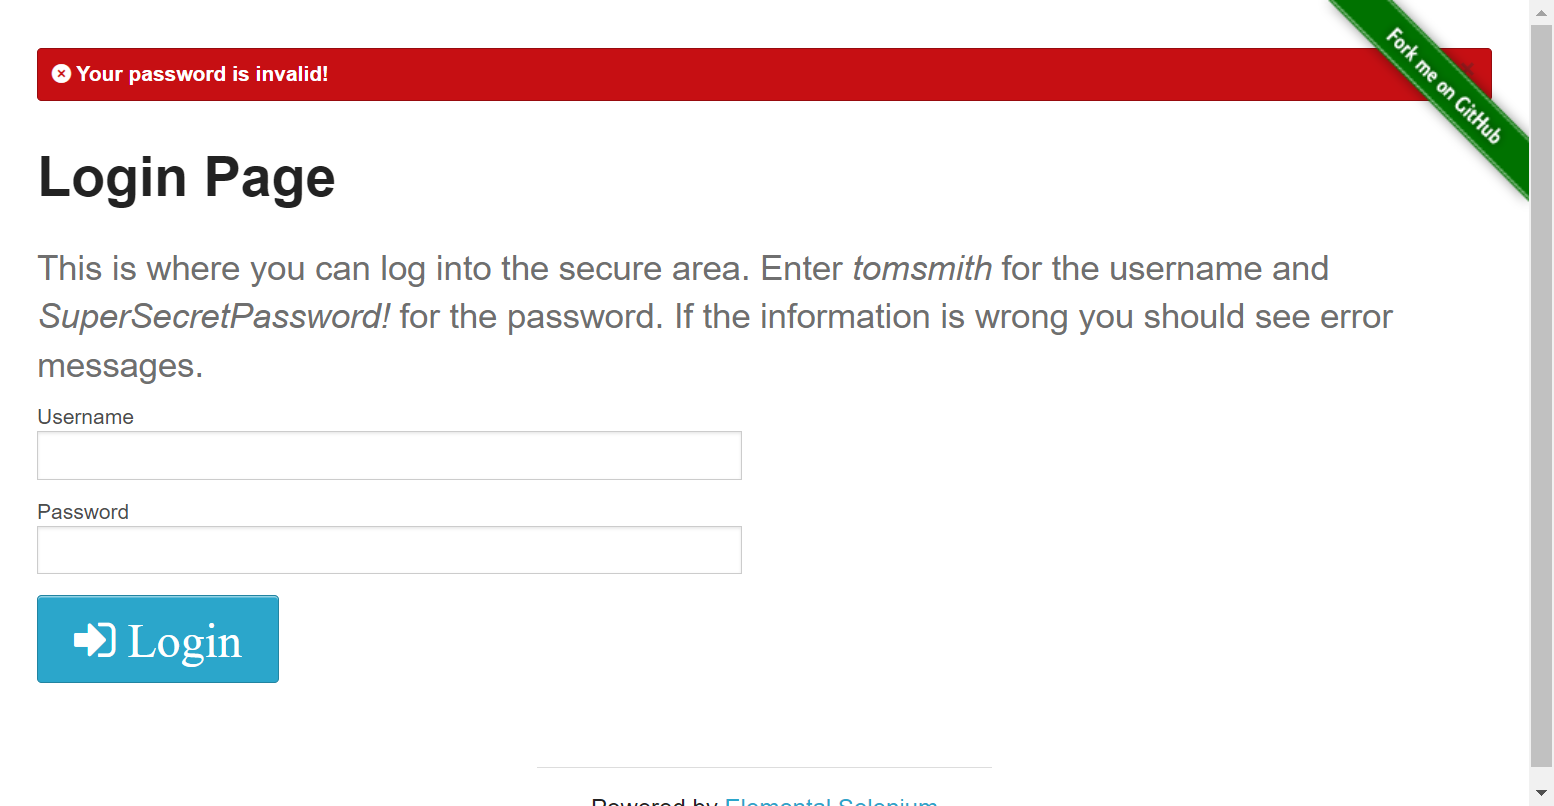 Your password is invalid!
Fork me on GitHub
Login Page
This is where you can log into the secure area. Enter tomsmith for the username and
SuperSecretPassword! for the password. If the information is wrong you should see error
messages.
Username
Password
Login
Powered by Elemental Selenium